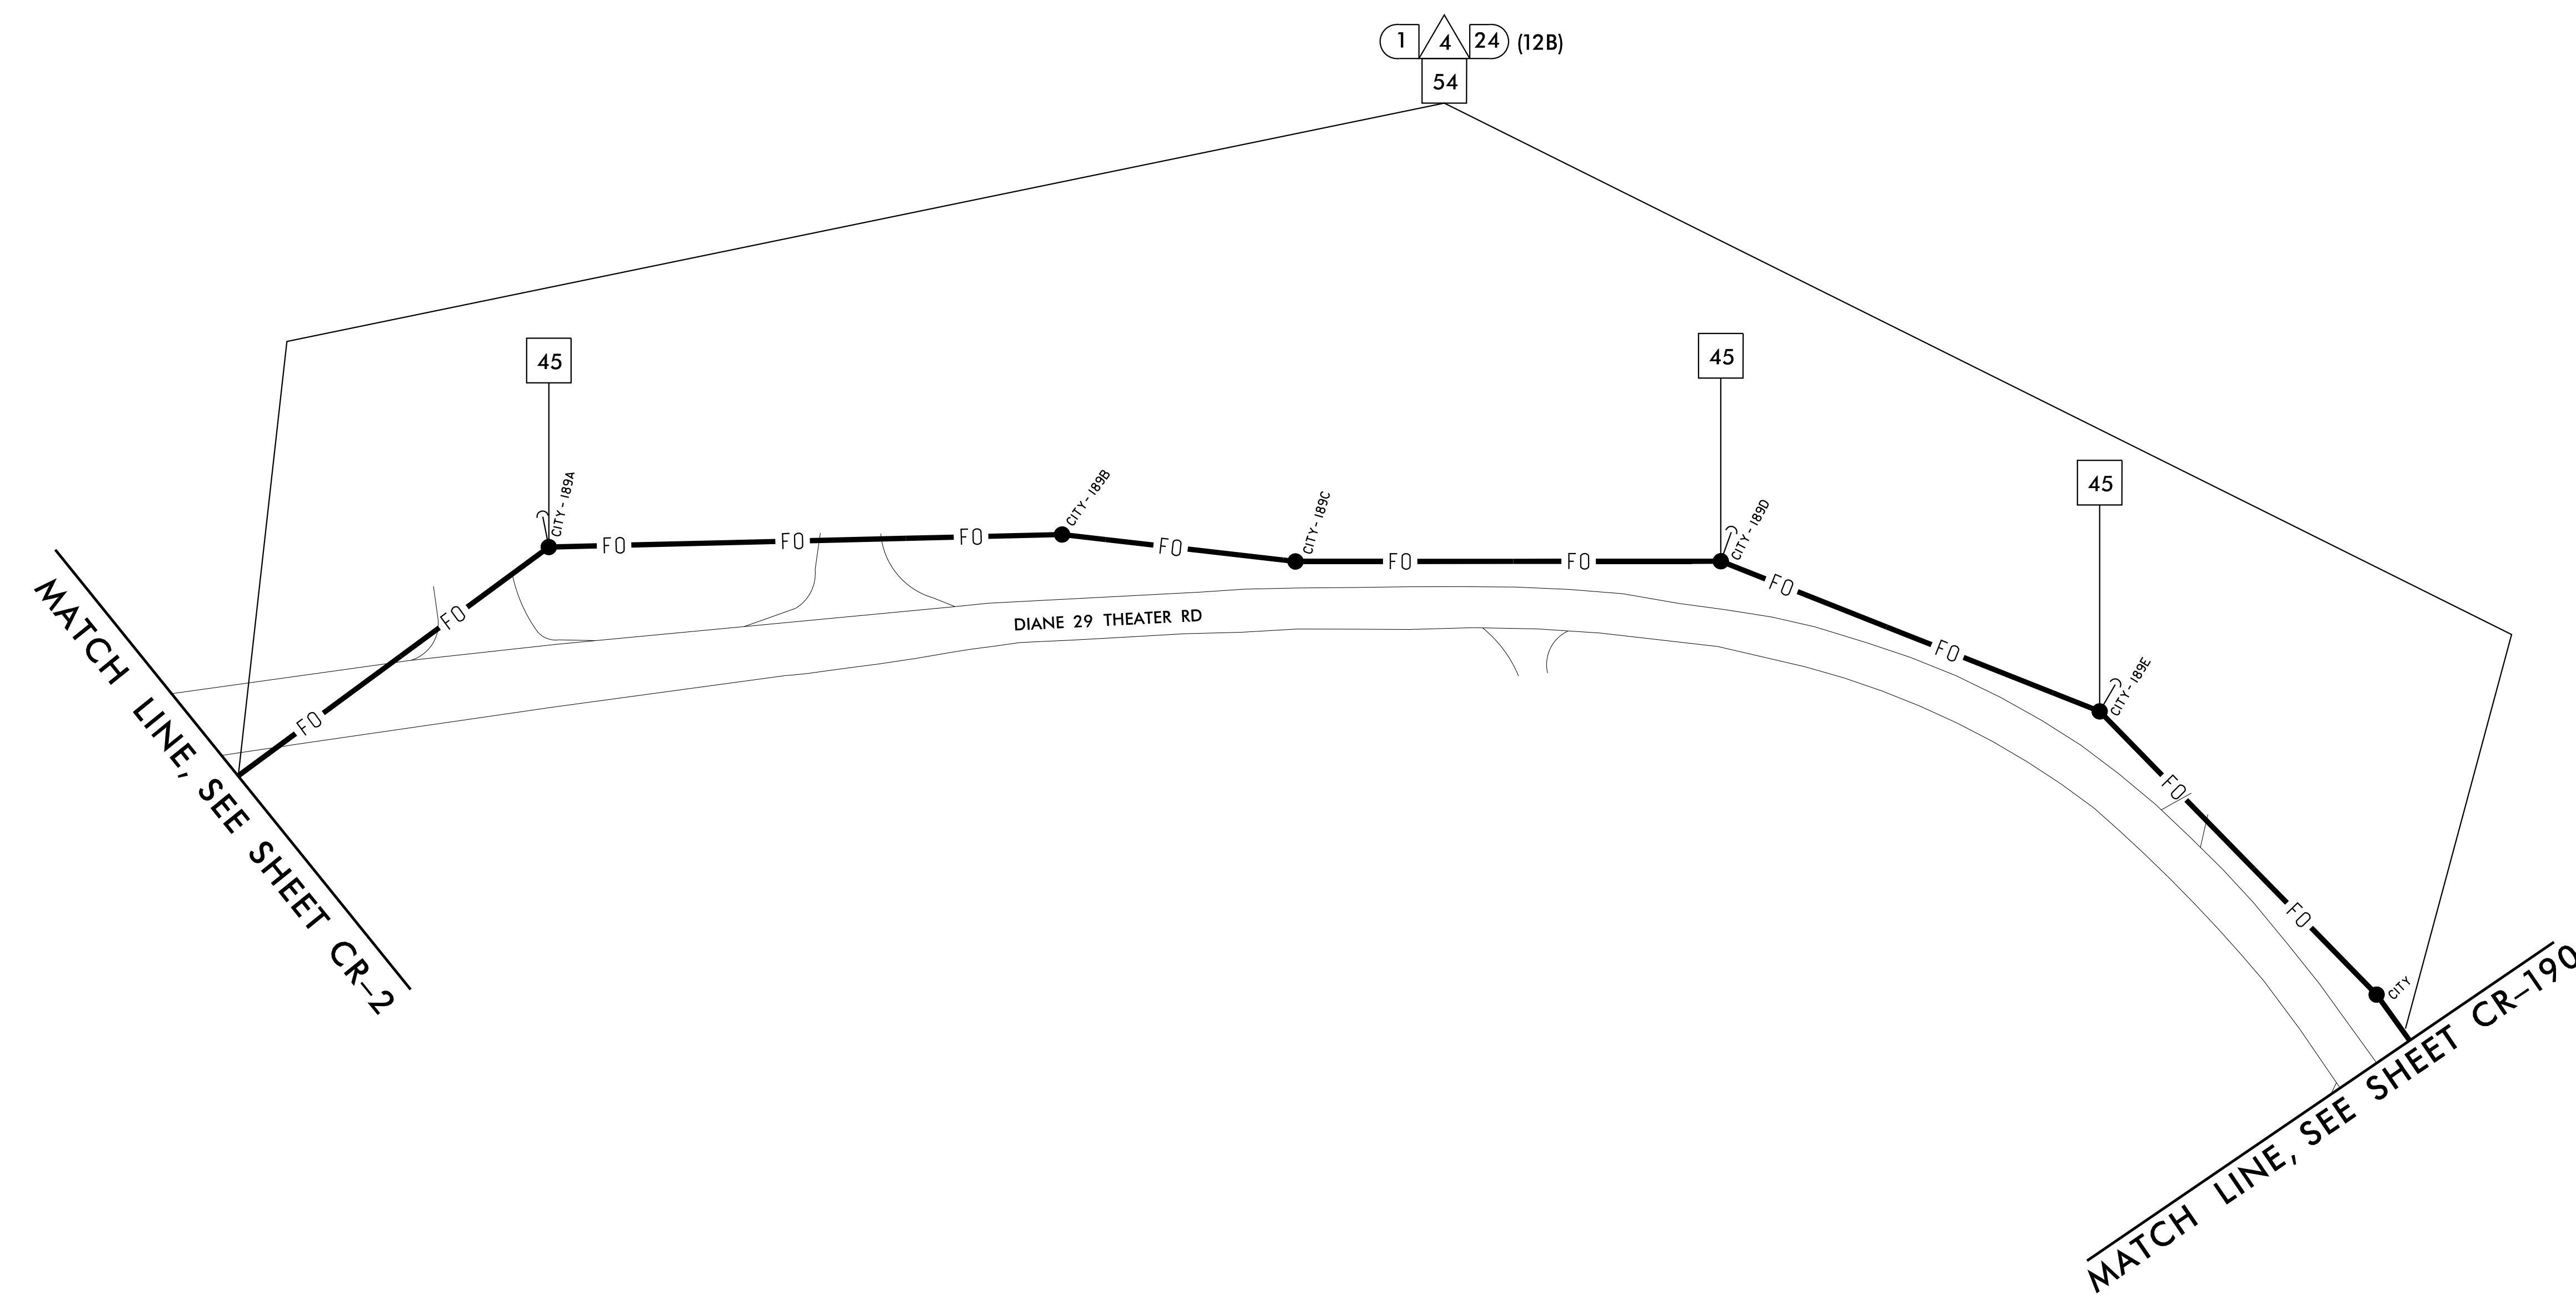 1 4 24 (12B)
54
45
45
45
CITY-189A
CITY-189B
CITY-189C
CITY-189D
CITY-189E
CITY
FO
FO
FO
FO
FO
FO
FO
FO
FO
FO
FO
FO
DIANE 29 THEATER RD
MATCH LINE, SEE SHEET CR-2
MATCH LINE, SEE SHEET CR-190